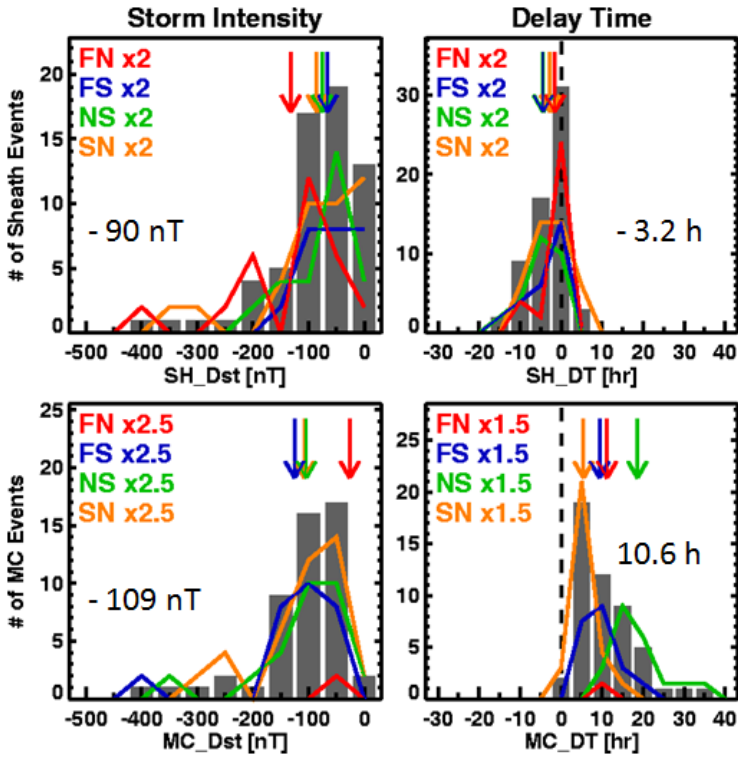 Storm Intensity
Delay Time
# of Sheath Events
20
15
10
5
0
FN x2
FS x2
NS x2
SN x2
- 90 nT
-500 -400 -300 -200 -100 0
SH_Dst [nT]
30
20
10
0
FN x2
FS x2
NS x2
SN x2
- 3.2 h
-30 -20 -10 0 10 20 30 40
SH_DT [hr]
# of MC Events
25
20
15
10
5
0
FN x2.5
FS x2.5
NS x2.5
SN x2.5
- 109 nT
-500 -400 -300 -200 -100 0
MC_Dst [nT]
25
20
15
10
5
0
FN x1.5
FS x1.5
NS x1.5
SN x1.5
10.6 h
-30 -20 -10 0 10 20 30 40
MC_DT [hr]